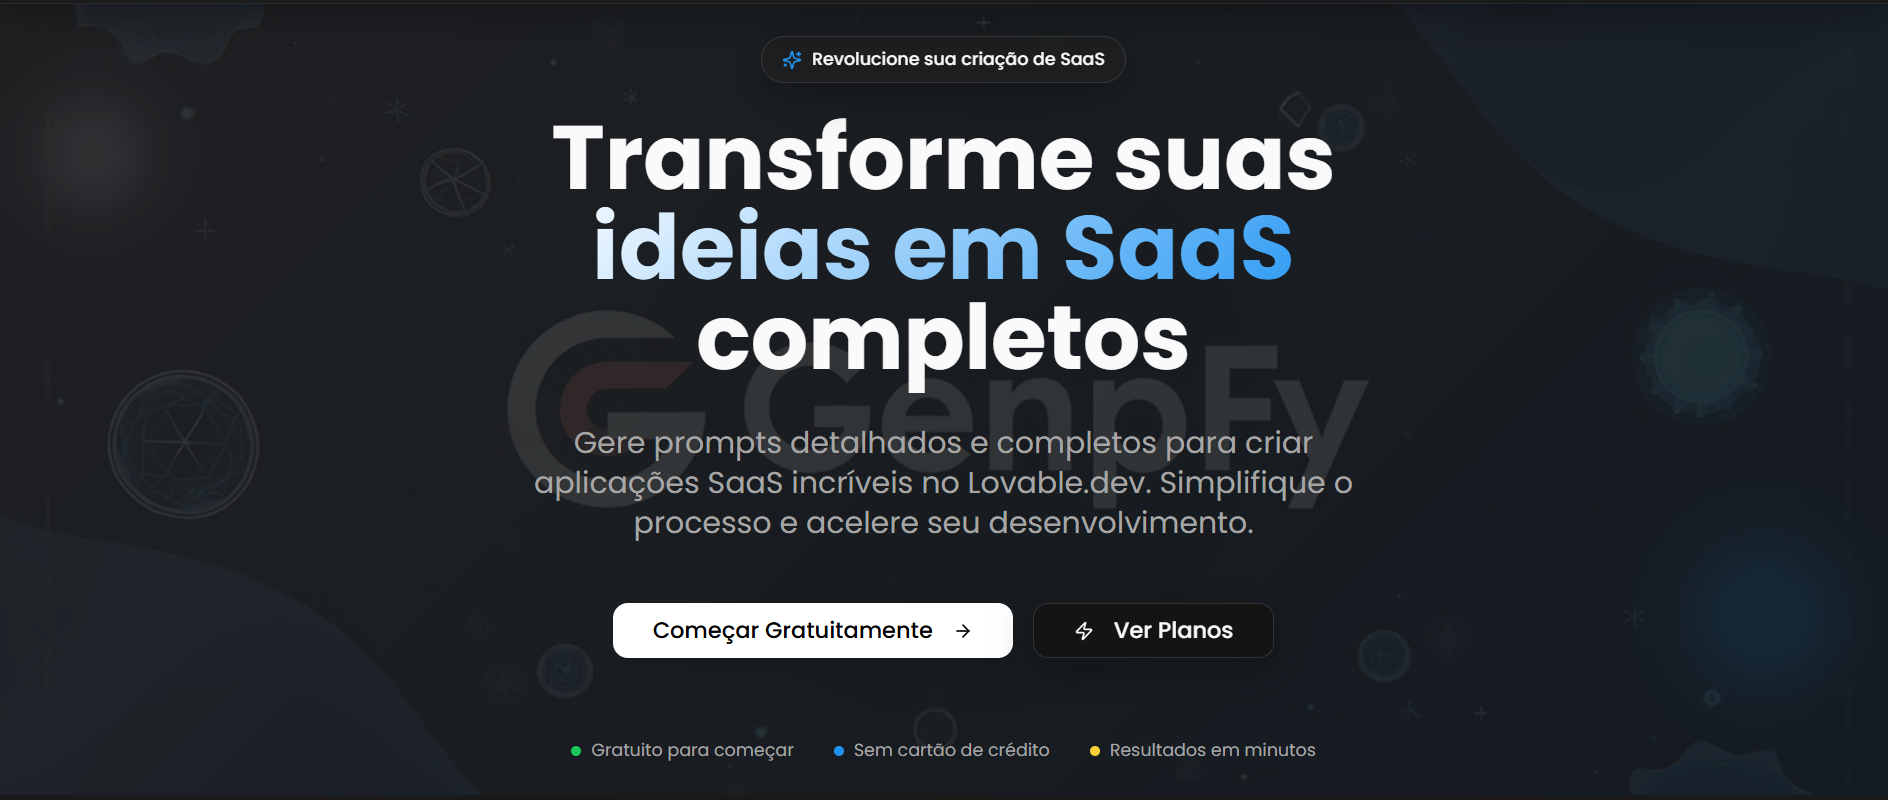 Revolucione sua criação de SaaS
Transforme suas
ideias em SaaS
completos
GenpFy
Gere prompts detalhados e completos para criar
aplicações SaaS incríveis no Lovable.dev. Simplifique o
processo e acelere seu desenvolvimento.
Começar Gratuitamente
Ver Planos
Gratuito para começar
Sem cartão de crédito
Resultados em minutos